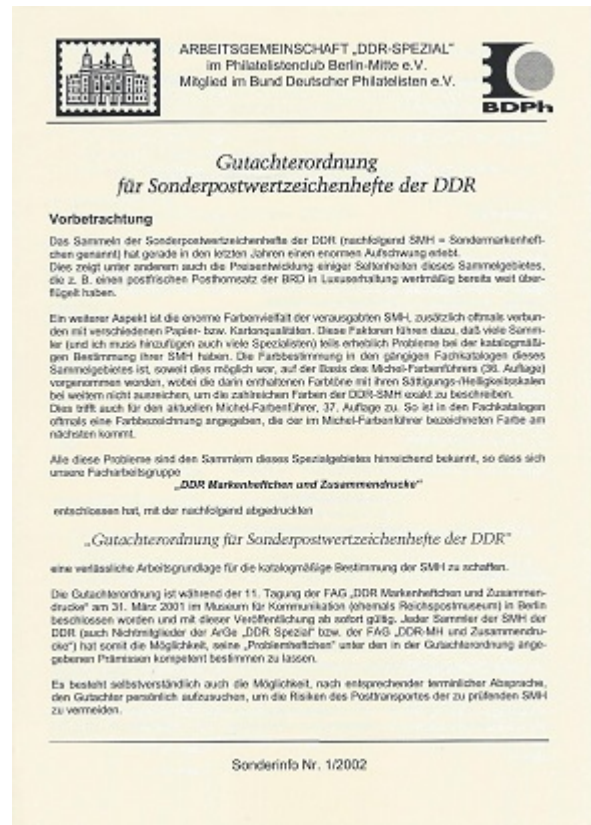 ARBEITSGEMEINSCHAFT „DDR-SPEZIAL“
im Philatelistenclub Berlin-Mitte e.V.
Mitglied im Bund Deutscher Philatelisten e.V.
BDPh
Gutachterordnung
für Sonderpostwertzeichenhefte der DDR
Vorbetrachtung
Das Sammeln der Sonderpostwertzeichenhefte der DDR (nachfolgend SMH = Sondermarkenheft-
chen genannt) hat gerade in den letzten Jahren einen enormen Aufschwung erlebt.
Dies zeigt unter anderem auch die Preisentwicklung einiger Seltenheiten dieses Sammelgebietes,
die z. B. einen postfrischen Posthornsatz der BRD in Luxuserhaltung wertmäßig bereits weit über-
flügelt haben.
Ein weiterer Aspekt ist die enorme Farbenvielfalt der verausgabten SMH, zusätzlich oftmals verbun-
den mit verschiedenen Papier- bzw. Kartonqualitäten. Diese Faktoren führen dazu, daß viele Samm-
ler (und ich muss hinzufügen auch viele Spezialisten) teils erheblich Probleme bei der katalogmäßi-
gen Bestimmung ihrer SMH haben. Die Farbbestimmung in den gängigen Fachkatalogen dieses
Sammelgebietes ist, soweit dies möglich war, auf der Basis des Michel-Farbenführers (36. Auflage)
vorgenommen worden, wobei die darin enthaltenen Farbtöne mit ihren Sättigungs-/Helligkeitsskalen
bei weitem nicht ausreichen, um die zahlreichen Farben der DDR-SMH exakt zu beschreiben.
Dies trifft auch für den aktuellen Michel-Farbenführer, 37. Auflage zu. So ist in den Fachkatalogen
oftmals eine Farbbezeichnung angegeben, die der im Michel-Farbenführer bezeichneten Farbe am
nächsten kommt.
Alle diese Probleme sind den Sammlern dieses Spezialgebietes hinreichend bekannt, so dass sich
unsere Facharbeitsgruppe
„DDR Markenheftchen und Zusammendrucke“
entschlossen hat, mit der nachfolgend abgedruckten
„Gutachterordnung für Sonderpostwertzeichenhefte der DDR“
eine verlässliche Arbeitsgrundlage für die katalogmäßige Bestimmung der SMH zu schaffen.
Die Gutachterordnung ist während der 11. Tagung der FAG „DDR Markenheftchen und Zusammen-
drucke“ am 31. März 2001 im Museum für Kommunikation (ehemals Reichspostmuseum) in Berlin
beschlossen worden und mit dieser Veröffentlichung ab sofort gültig. Jeder Sammler der SMH der
DDR (auch Nichtmitglieder der ArGe „DDR Spezial“ bzw. der FAG „DDR-MH und Zusammendru-
cke“) hat somit die Möglichkeit, seine „Problemheftchen“ unter den in der Gutachterordnung ange-
gebenen Prämissen kompetent bestimmen zu lassen.
Es besteht selbstverständlich auch die Möglichkeit, nach entsprechender terminlicher Absprache,
den Gutachter persönlich aufzusuchen, um die Risiken des Posttransportes der zu prüfenden SMH
zu vermeiden.
Sonderinfo Nr. 1/2002